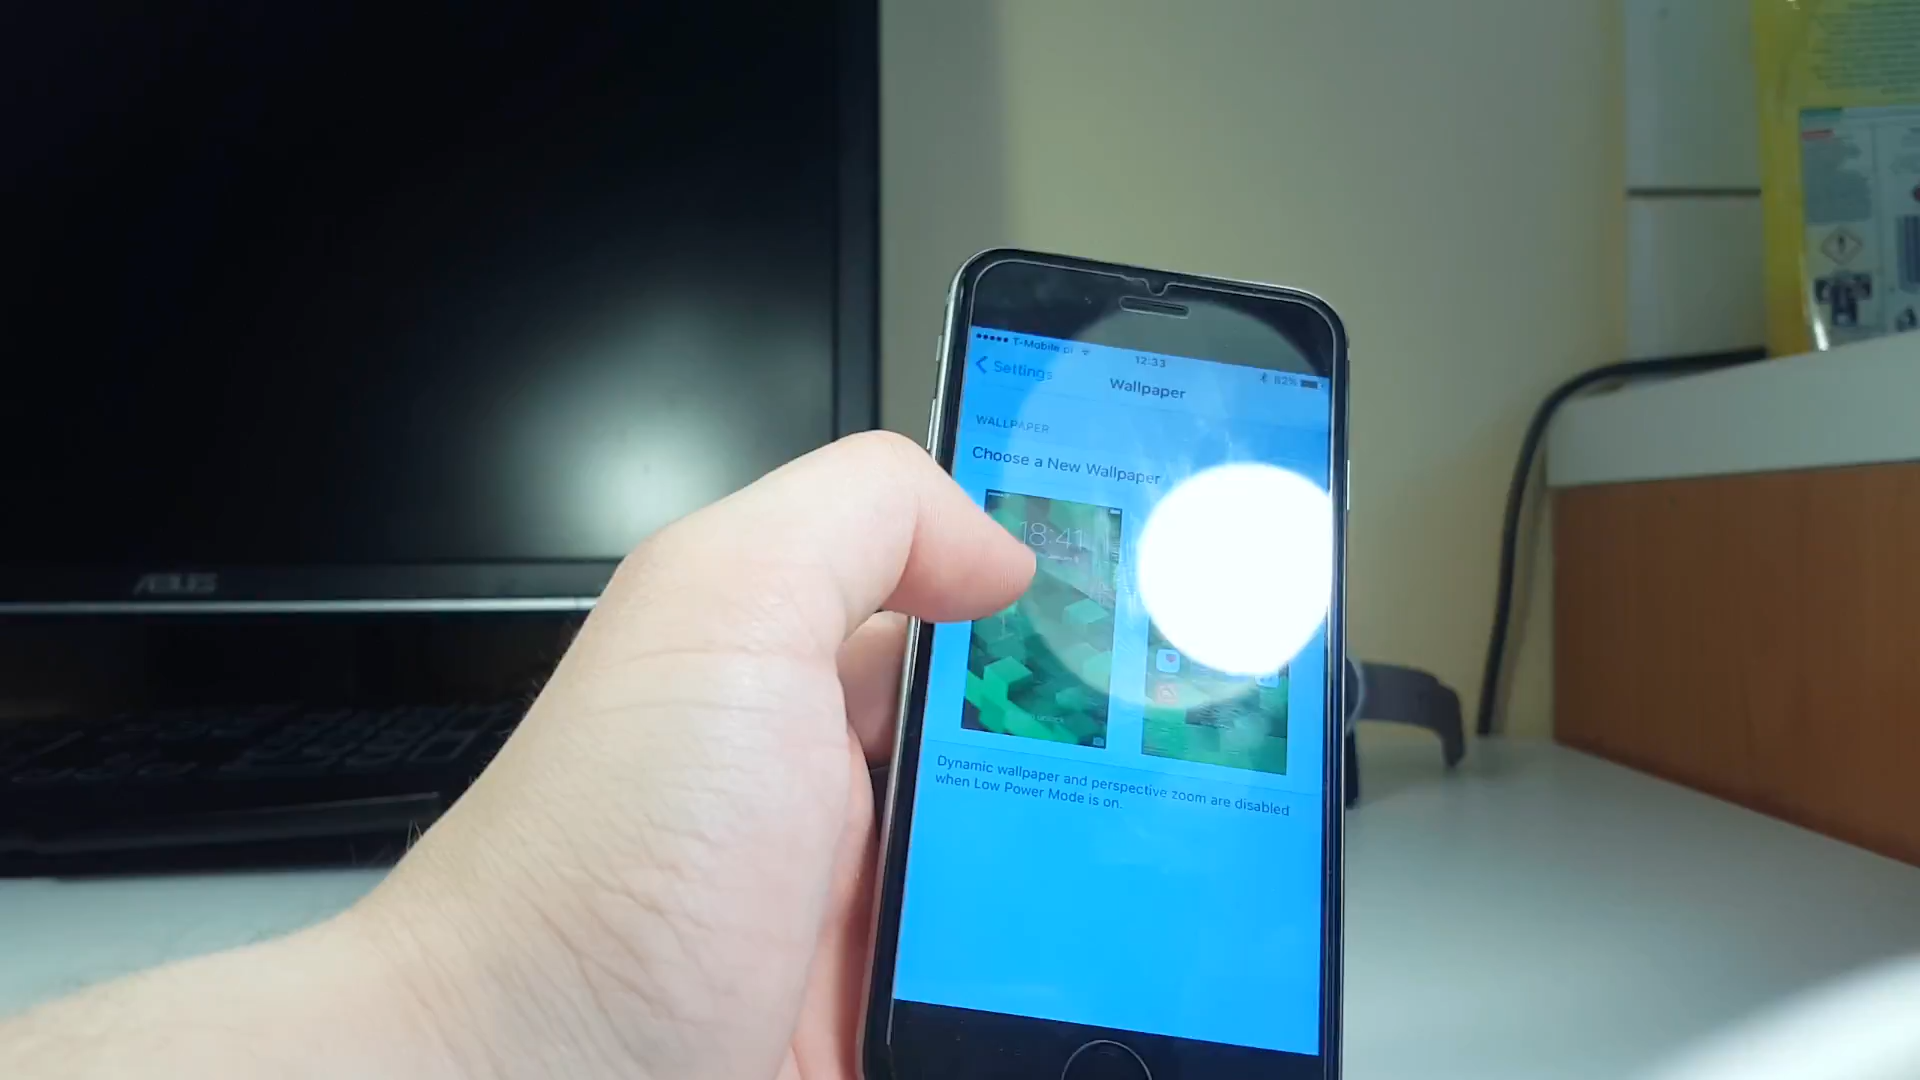 ASUS
T-Mobile.pl
12:33
82%
Settings
Wallpaper
WALLPAPER
Choose a New Wallpaper
18:41
Dynamic wallpaper and perspective zoom are disabled
when Low Power Mode is on.